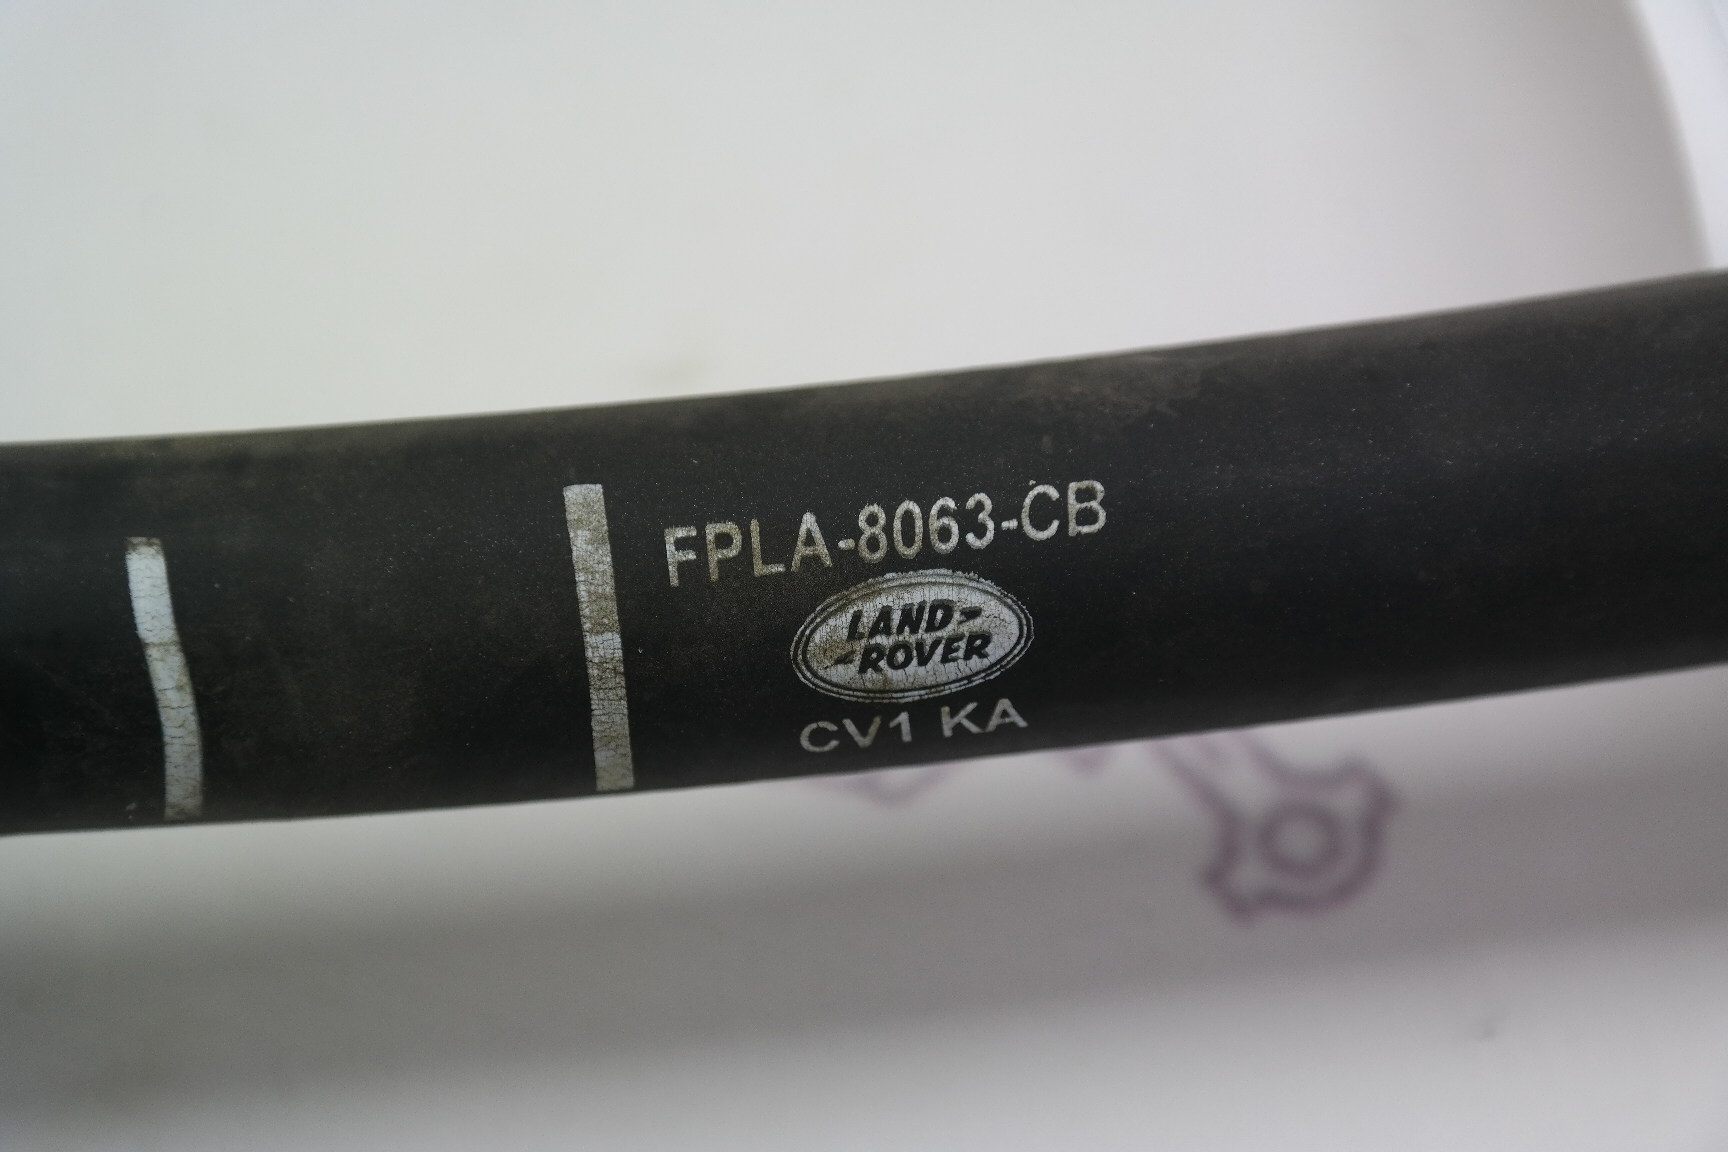 FPLA-8063-CB
LAND
ROVER
CV1 KA